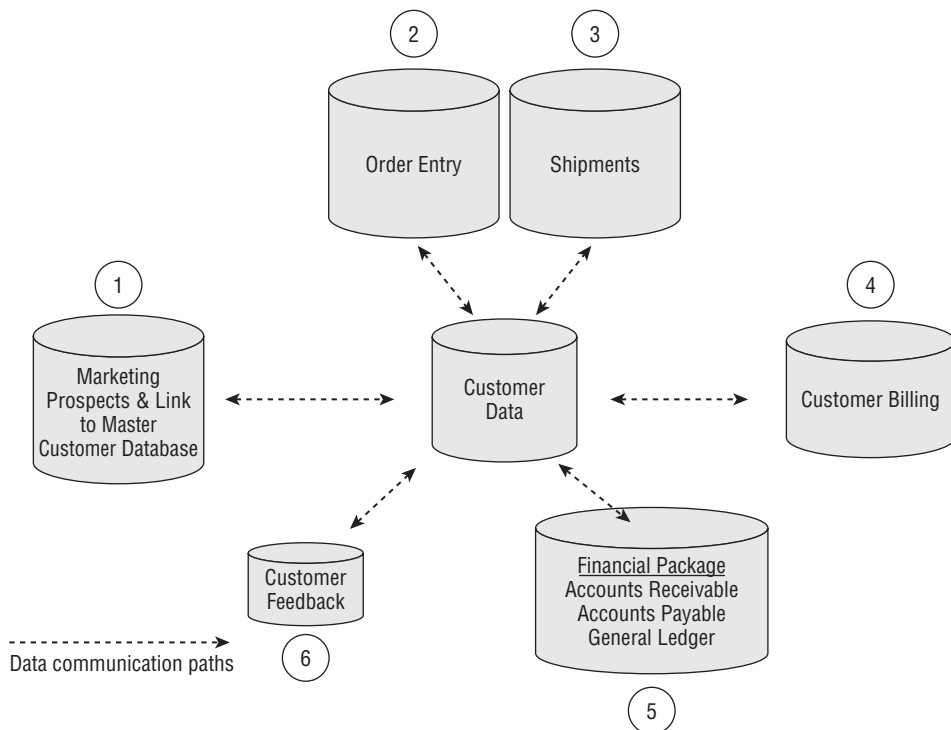 2
3
Order Entry
Shipments
1
4
Marketing
Prospects & Link
to Master
Customer Database
Customer
Data
Customer Billing
Customer
Feedback
Financial Package
Accounts Receivable
Accounts Payable
General Ledger
Data communication paths
6
5